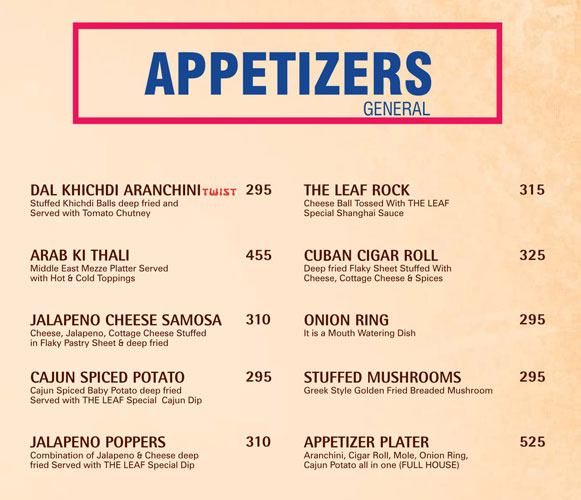 APPETIZERS
GENERAL
DAL KHICHDI ARANCHINI TWIST 295
Stuffed Khichdi Balls deep fried and
Served with Tomato Chutney
ARAB KI THALI 455
Middle East Mezze Platter Served
with Hot & Cold Toppings
JALAPENO CHEESE SAMOSA 310
Cheese, Jalapeno, Cottage Cheese Stuffed
in Flaky Pastry Sheet & deep fried
CAJUN SPICED POTATO 295
Cajun Spiced Baby Potato deep fried
Served with THE LEAF Special Cajun Dip
JALAPENO POPPERS 310
Combination of Jalapeno & Cheese deep
fried Served with THE LEAF Special Dip
THE LEAF ROCK 315
Cheese Ball Tossed With THE LEAF
Special Shanghai Sauce
CUBAN CIGAR ROLL 325
Deep fried Flaky Sheet Stuffed With
Cheese, Cottage Cheese & Spices
ONION RING 295
It is a Mouth Watering Dish
STUFFED MUSHROOMS 295
Greek Style Golden Fried Breaded Mushroom
APPETIZER PLATER 525
Aranchini, Cigar Roll, Mole, Onion Ring,
Cajun Potato all in one (FULL HOUSE)